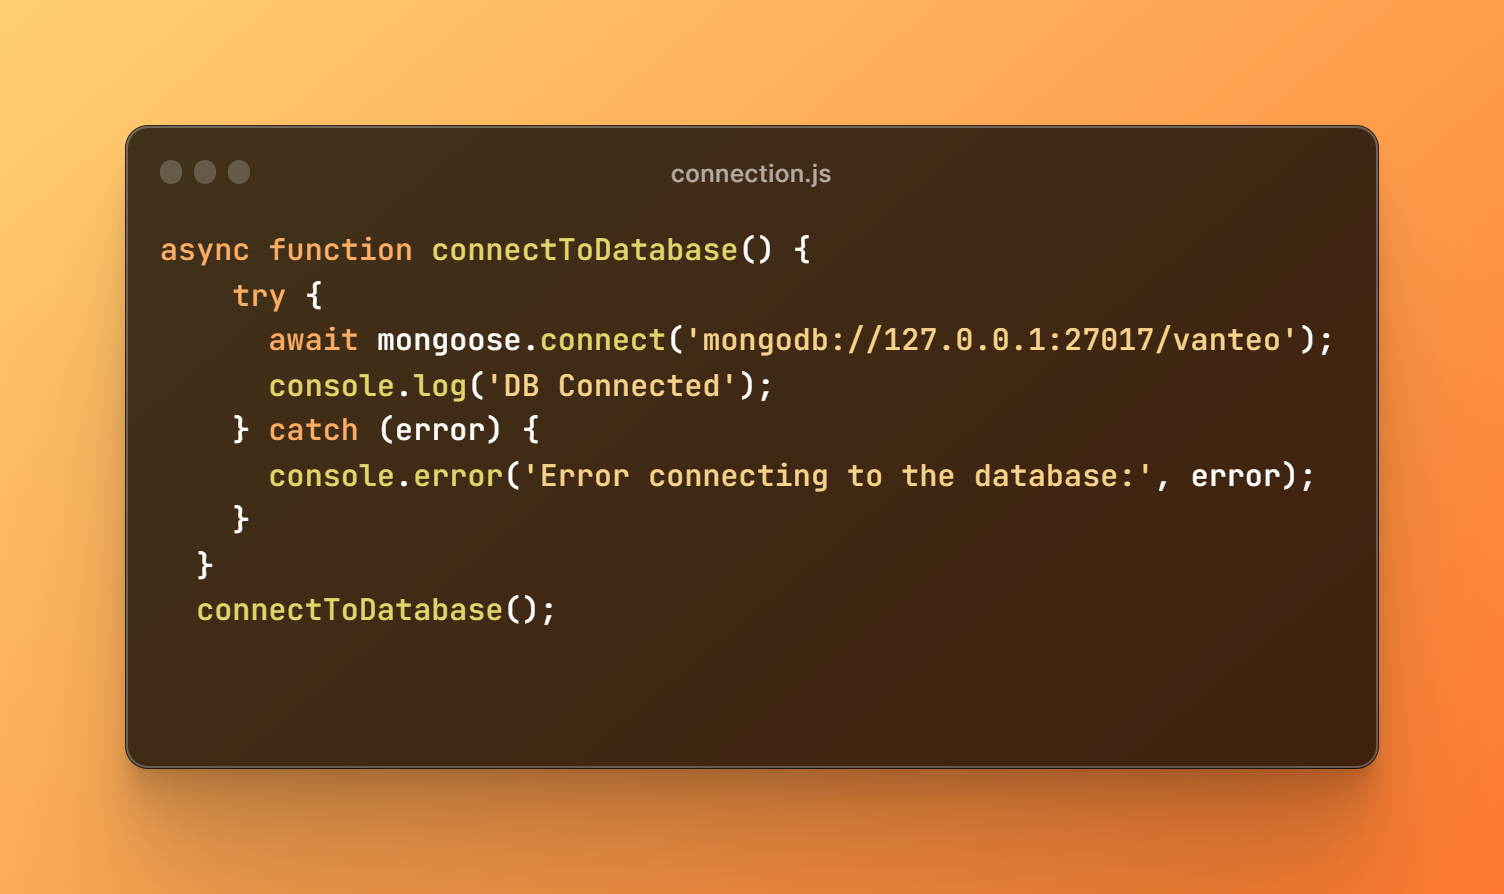 connection.js
async function connectToDatabase() {
    try {
      await mongoose.connect('mongodb://127.0.0.1:27017/vanteo');
      console.log('DB Connected');
    } catch (error) {
      console.error('Error connecting to the database:', error);
    }
  }
  connectToDatabase();